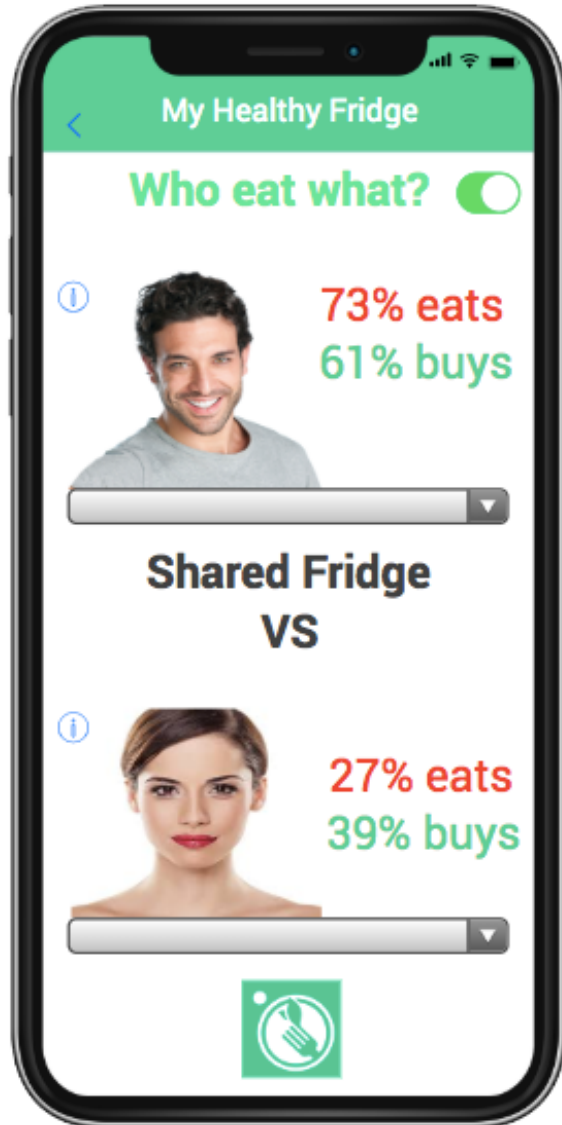 My Healthy Fridge
Who eat what?
73% eats
61% buys
Shared Fridge
VS
27% eats
39% buys